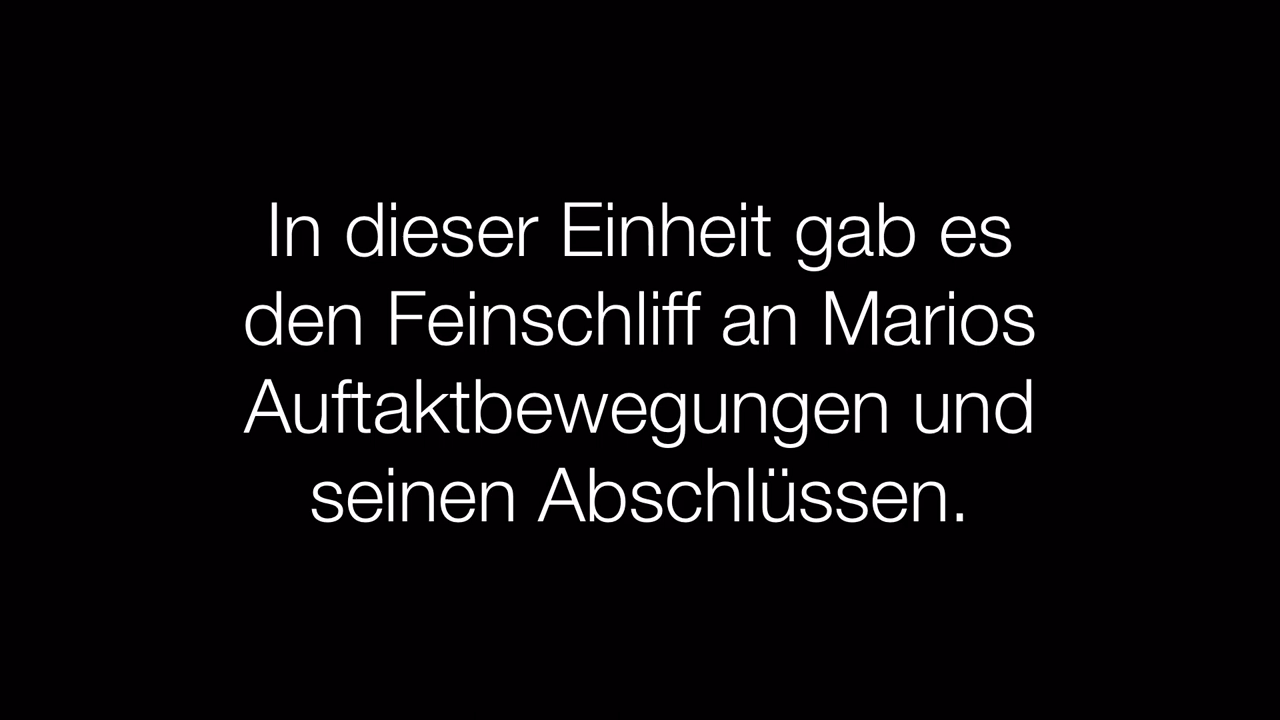 In dieser Einheit gab es
den Feinschliff an Marios
Auftaktbewegungen und
seinen Abschlüssen.